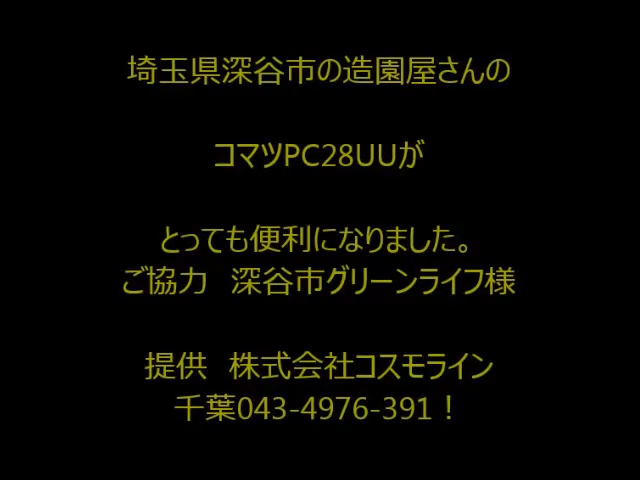 埼玉県深谷市の造園屋さんの
コマツPC28UUが
とっても便利になりました。
ご協力　深谷市グリーンライフ様
提供　株式会社コスモライン
千葉043-4976-391！